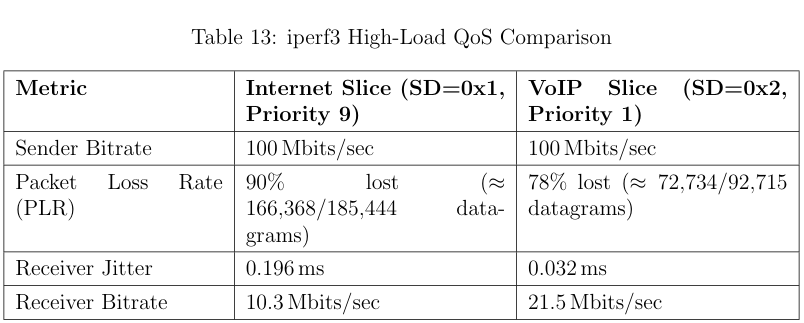 Table 13: iperf3 High-Load QoS Comparison
Metric
Internet Slice (SD=0x1,
Priority 9)
VoIP Slice (SD=0x2,
Priority 1)
Sender Bitrate
100 Mbits/sec
100 Mbits/sec
Packet Loss Rate
(PLR)
90% lost (≈
166,368/185,444 data-
grams)
78% lost (≈ 72,734/92,715
datagrams)
Receiver Jitter
0.196 ms
0.032 ms
Receiver Bitrate
10.3 Mbits/sec
21.5 Mbits/sec